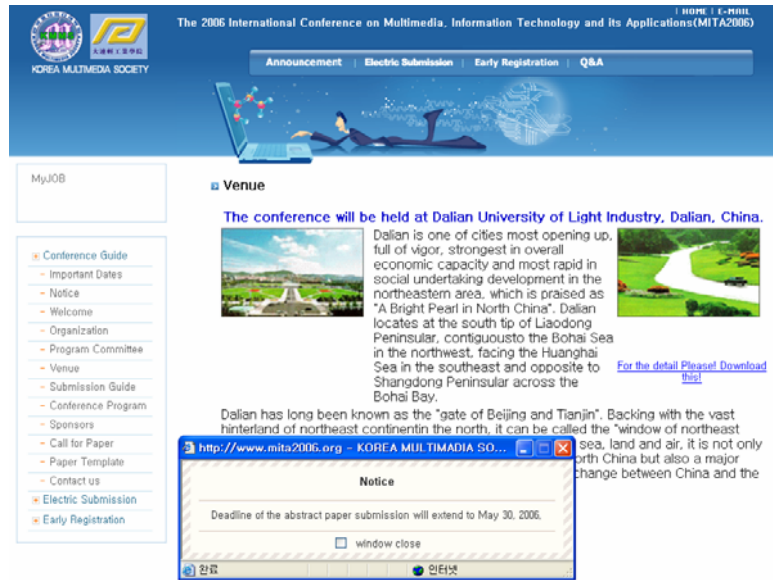 | HOME | E-MAIL
The 2006 International Conference on Multimedia, Information Technology and its Applications(MITA2006)
大連輕工業學院
KOREA MULTIMEDIA SOCIETY
Announcement | Electric Submission | Early Registration | Q&A
MyJOB
Conference Guide
- Important Dates
- Notice
- Welcome
- Organization
- Program Committee
- Venue
- Submission Guide
- Conference Program
- Sponsors
- Call for Paper
- Paper Template
- Contact us
Electric Submission
Early Registration
Venue
The conference will be held at Dalian University of Light Industry, Dalian, China.
Dalian is one of cities most opening up,
full of vigor, strongest in overall
economic capacity and most rapid in
social undertaking development in the
northeastern area, which is praised as
"A Bright Pearl in North China". Dalian
locates at the south tip of Liaodong
Peninsular, contiguousto the Bohai Sea
in the northwest, facing the Huanghai
Sea in the southeast and opposite to
Shangdong Peninsular across the
Bohai Bay.
For the detail Please! Download
this!
Dalian has long been known as the "gate of Beijing and Tianjin". Backing with the vast
hinterland of northeast continentin the north, it can be called the "window of northeast
sea, land and air, it is not only
orth China but also a major
change between China and the
http://www.mita2006.org - KOREA MULTIMADIA SO...
Notice
Deadline of the abstract paper submission will extend to May 30, 2006.
window close
완료
인터넷